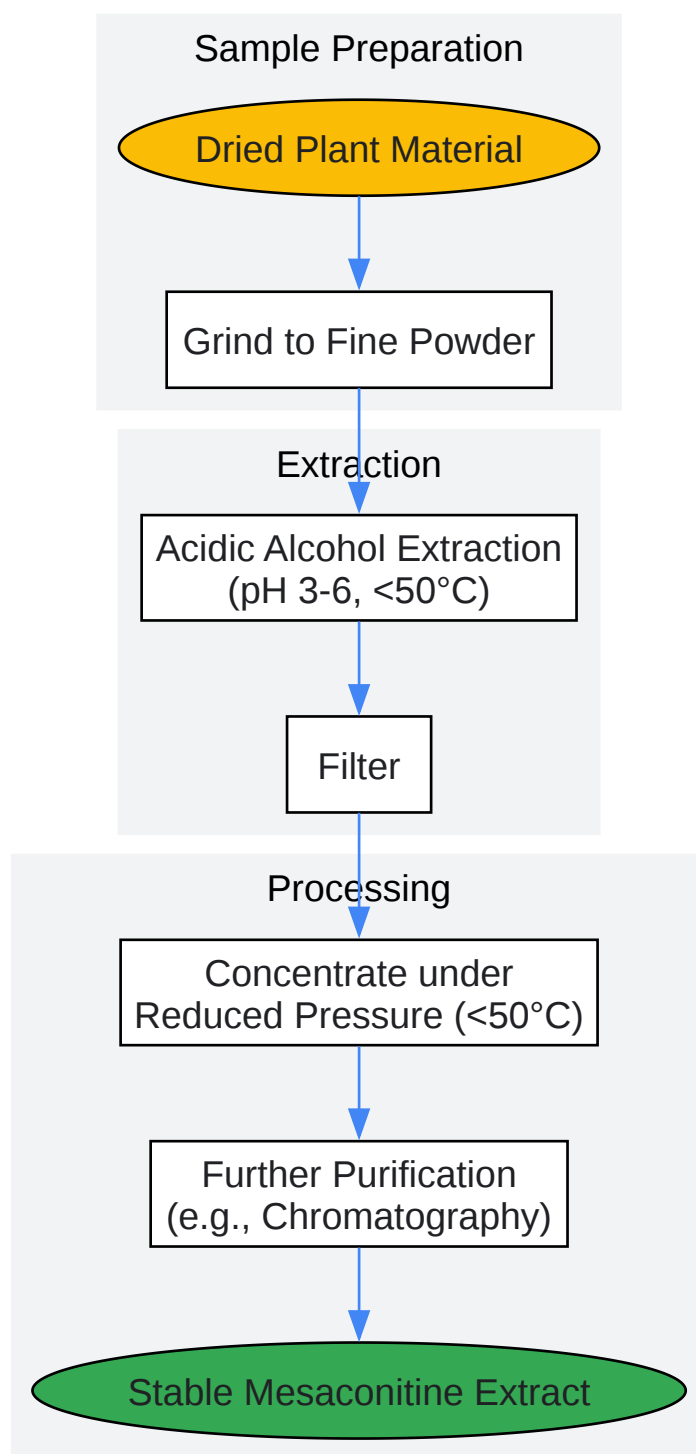 Sample Preparation
Dried Plant Material
Grind to Fine Powder
Extraction
Acidic Alcohol Extraction
(pH 3-6, <50°C)
Filter
Processing
Concentrate under
Reduced Pressure (<50°C)
Further Purification
(e.g., Chromatography)
Stable Mesaconitine Extract